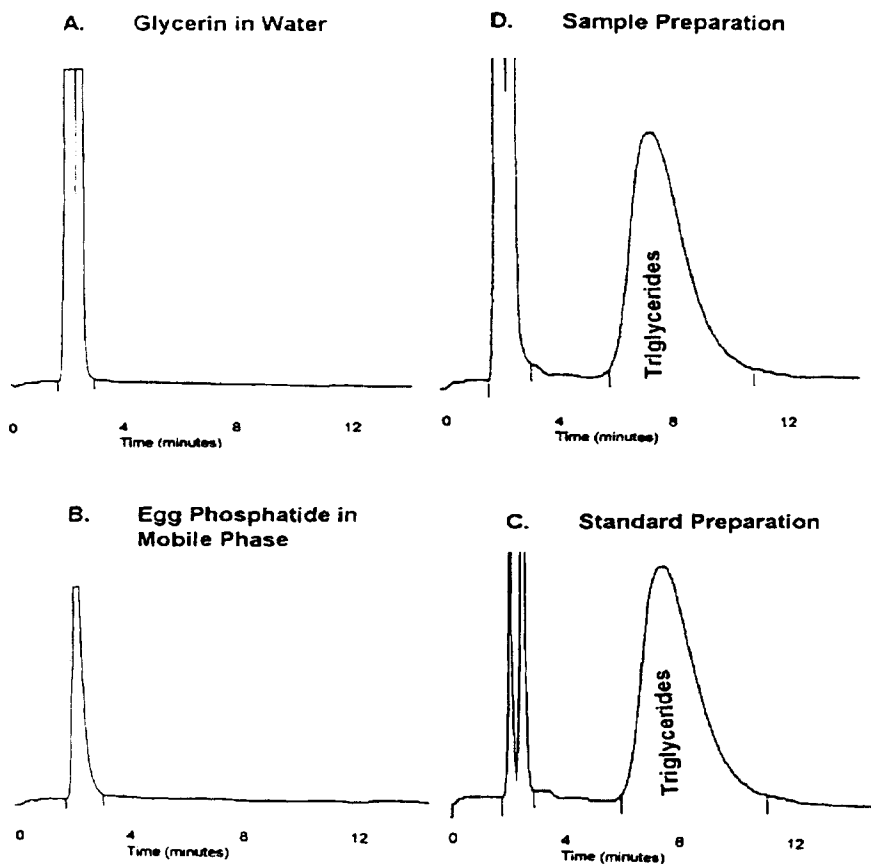 A. Glycerin in Water
0 4 8 12
Time (minutes)
D. Sample Preparation
Triglycerides
0 4 8 12
Time (minutes)
B. Egg Phosphatide in
Mobile Phase
0 4 8 12
Time (minutes)
C. Standard Preparation
Triglycerides
0 4 8 12
Time (minutes)